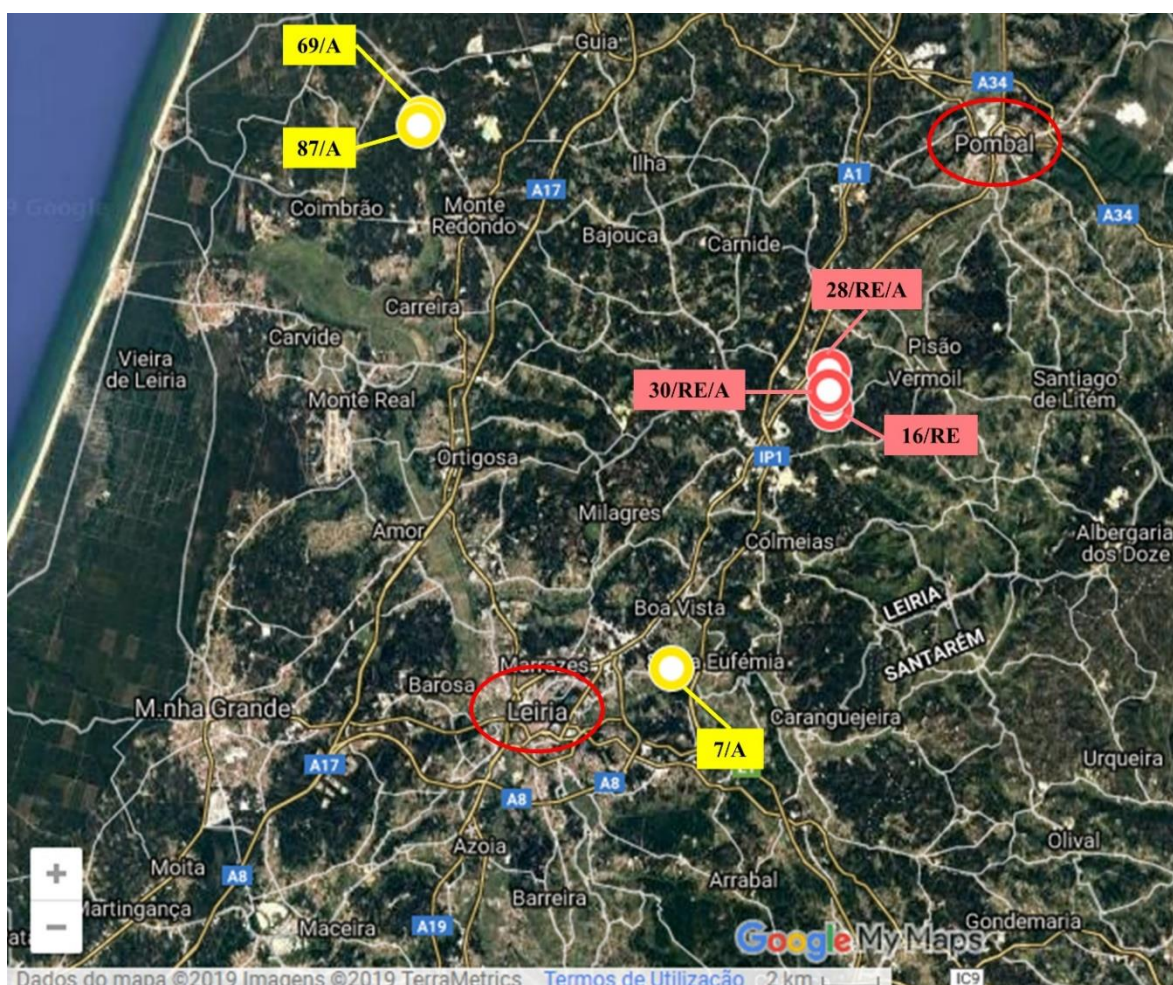 69/A
Guia
A34
Pombal
87/A
Ilha
A1
A17
Coimbrão
Monte
Redondo
A34
Bajouca
Carnide
28/RE/A
Carreira
Carvide
Pisão
Vieira
de Leiria
30/RE/A
Vermoil
Santiago
de Litém
Monte Real
16/RE
Ortigosa
IP1
Milagres
Amor
Colmeias
Albergaria
dos Doze
LEIRIA
SANTARÉM
Boa Vista
Marrazes
Eufémia
Barosa
M.nha Grande
Leiria
Caranguejeira
7/A
Urqueira
A17
A8
A8
Olival
Azoia
Moita
A8
Arrabal
Barreira
Martingança
Maceira
A19
Gondemaria
Google My Maps
Dados do mapa ©2019 Imagens ©2019 TerraMetrics Termos de Utilização 2 km
IC9